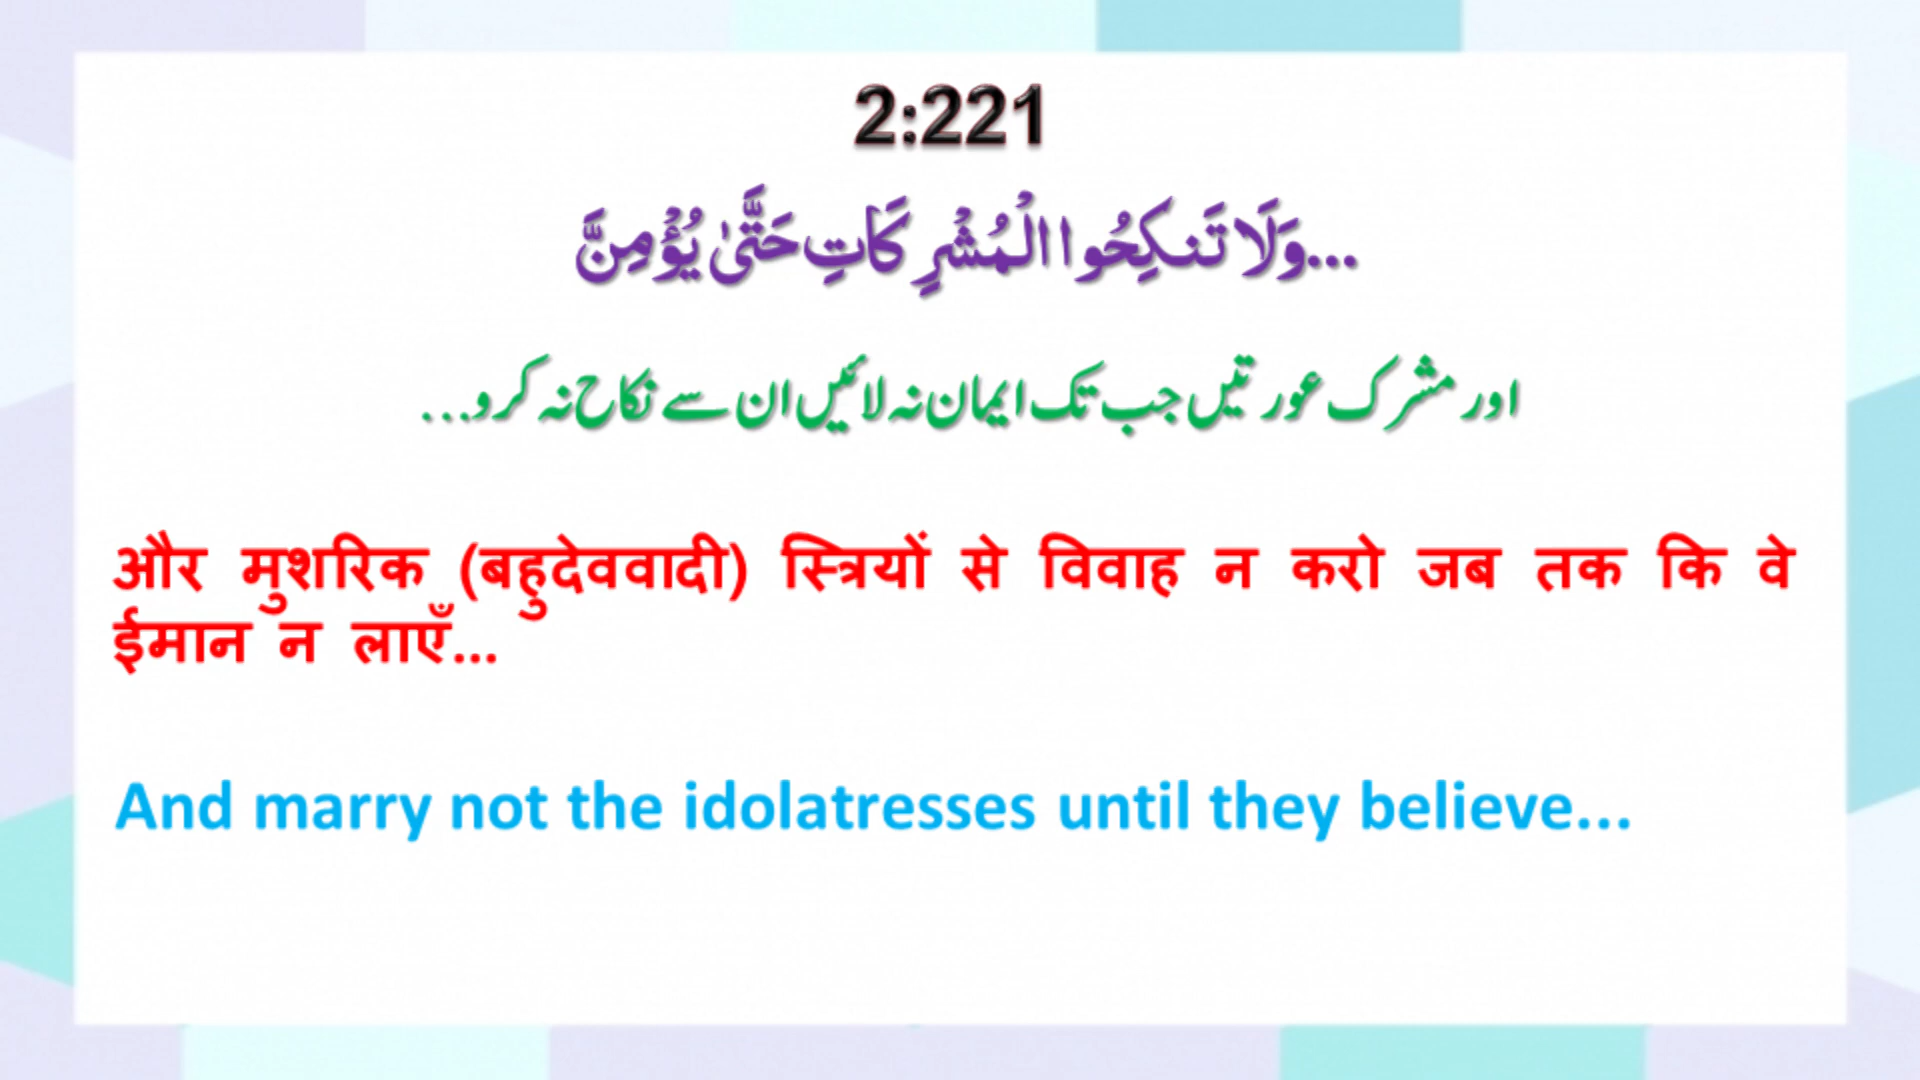 2:221
...وَلَا تَنكِحُوا الْمُشْرِكَاتِ حَتَّىٰ يُؤْمِنَّ
اور مشرک عورتیں جب تک ایمان نہ لائیں ان سے نکاح نہ کرو...
और मुशरिक (बहुदेववादी) स्त्रियों से विवाह न करो जब तक कि वे
ईमान न लाएँ...
And marry not the idolatresses until they believe...